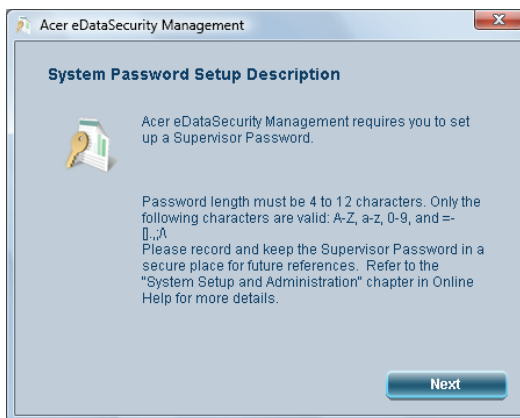 Acer eDataSecurity Management
System Password Setup Description
Acer eDataSecurity Management requires you to set
up a Supervisor Password.
Password length must be 4 to 12 characters. Only the
following characters are valid: A-Z, a-z, 0-9, and =-
[].,;/\
Please record and keep the Supervisor Password in a
secure place for future references.  Refer to the
"System Setup and Administration" chapter in Online
Help for more details.
Next